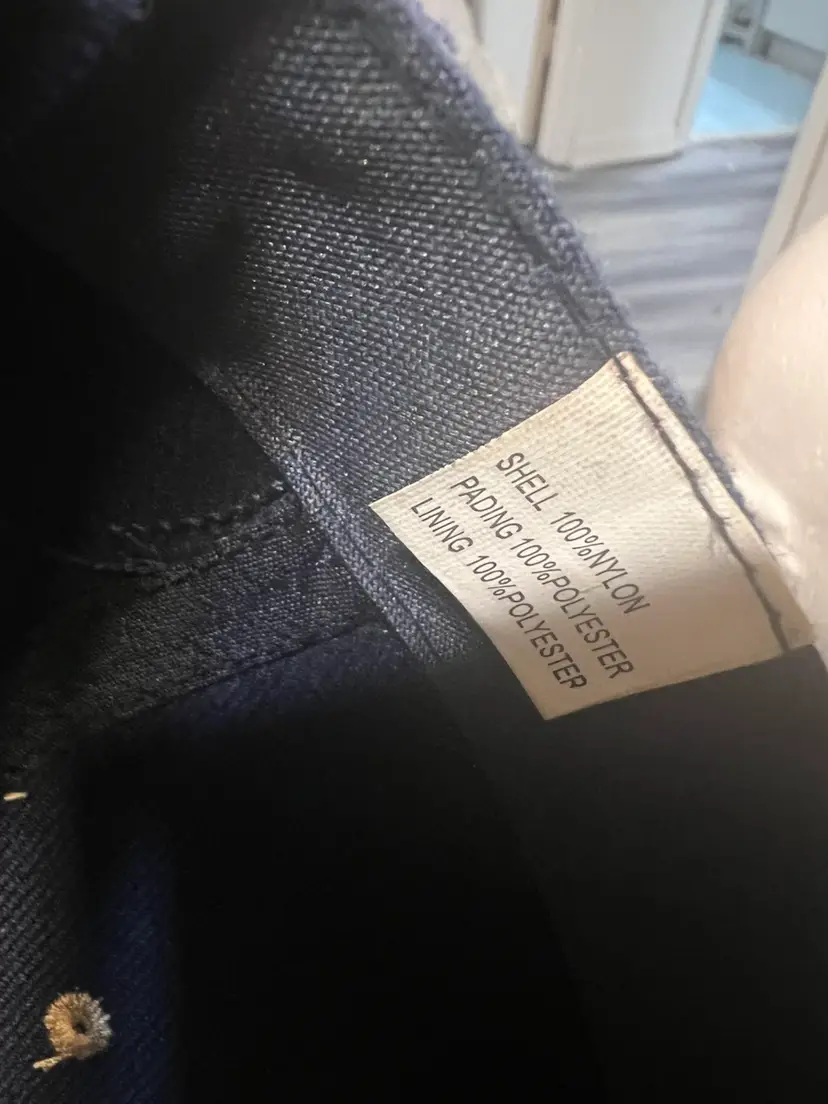 SHELL 100%NYLON
PADING 100%POLYESTER
LINING 100%POLYESTER